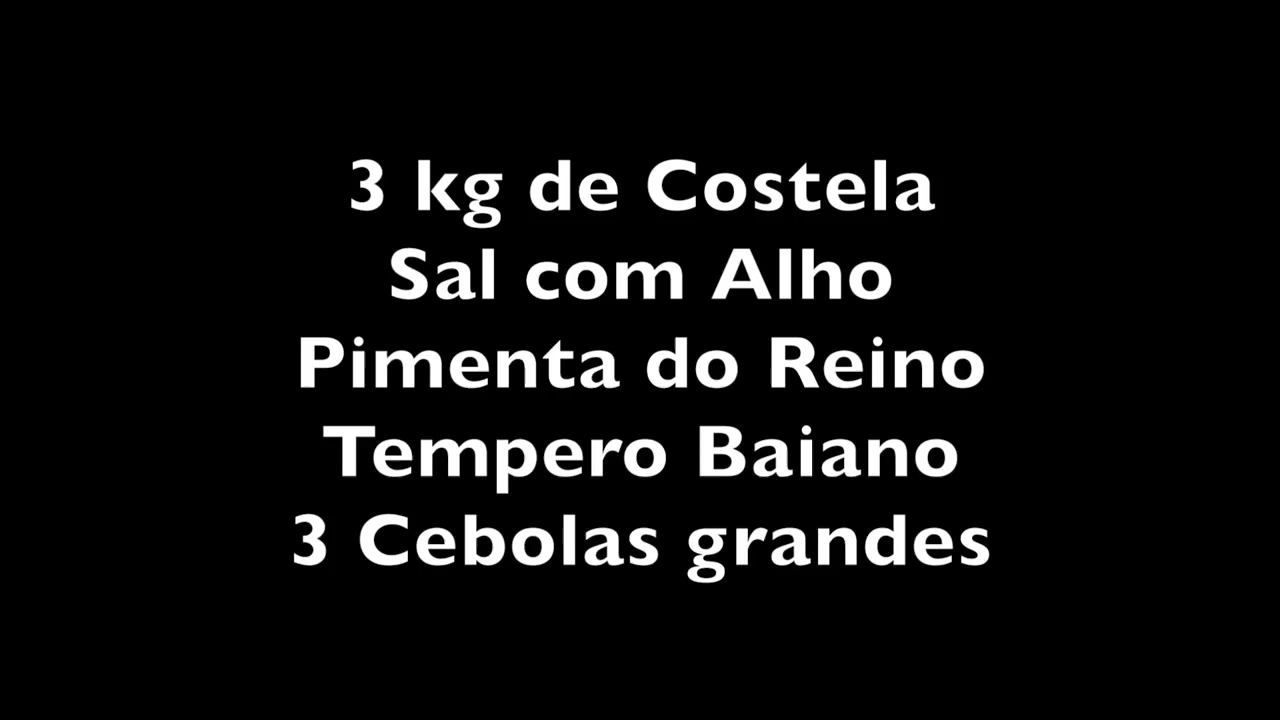 3 kg de Costela
Sal com Alho
Pimenta do Reino
Tempero Baiano
3 Cebolas grandes